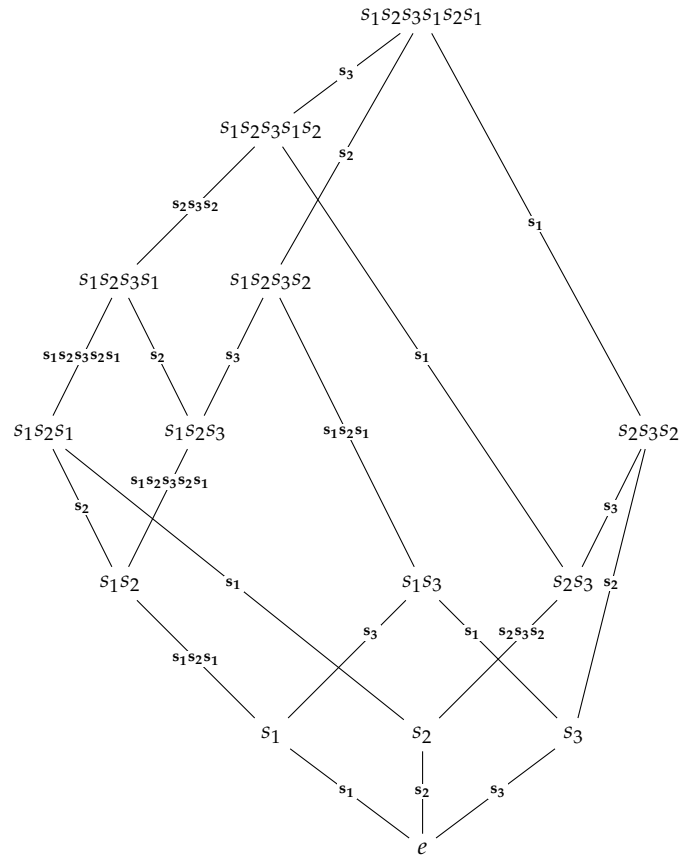 s₁s₂s₃s₁s₂s₁
s₃
s₁s₂s₃s₁s₂
s₂
s₂s₃s₂
s₁
s₁s₂s₃s₁ s₁s₂s₃s₂
s₁s₂s₃s₂s₁ s₂ s₃ s₁
s₁s₂s₁ s₁s₂s₃ s₁s₂s₁ s₂s₃s₂
s₁s₂s₃s₂s₁
s₂ s₃
s₁s₂ s₁ s₁s₃ s₂s₃ s₂
s₃ s₁ s₂s₃s₂
s₁s₂s₁
s₁ s₂ s₃
s₁ s₂ s₃
e